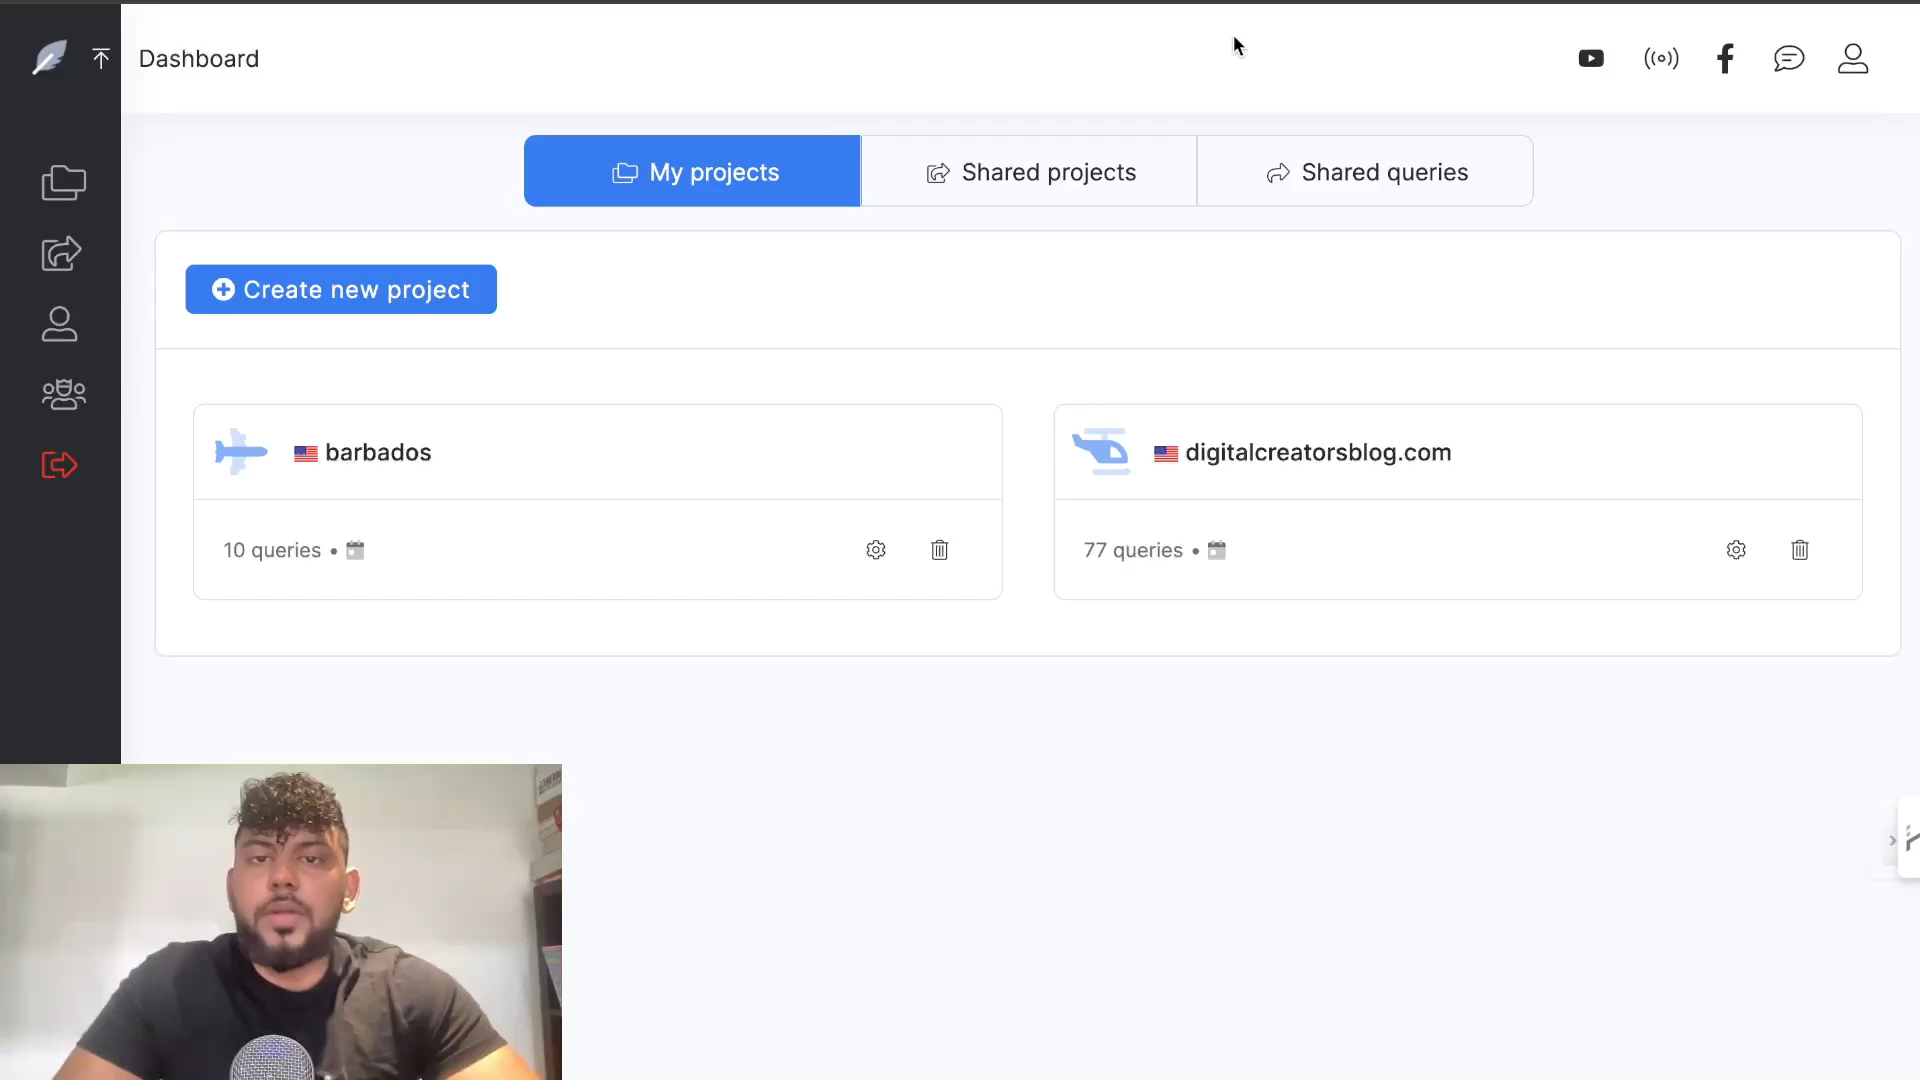 Dashboard
My projects
Shared projects
Shared queries
Create new project
barbados
digitalcreatorsblog.com
10 queries •
77 queries •